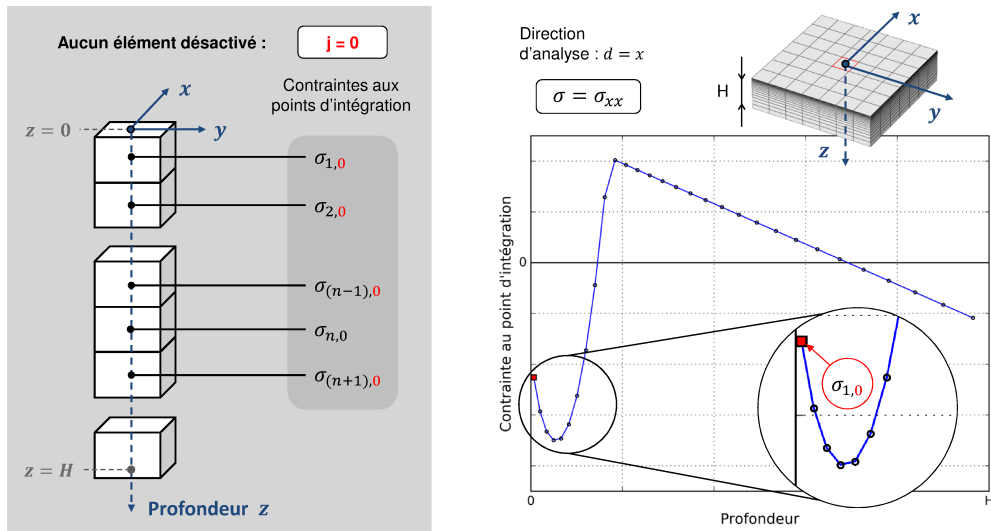 Aucun élément désactivé :
j = 0
Contraintes aux
points d'intégration
x
z = 0
y
σ1,0
σ2,0
σ(n−1),0
σn,0
σ(n+1),0
z = H
Profondeur z
Direction
d'analyse : d = x
σ = σxx
x
H
y
z
Contrainte au point d'intégration
0
σ1,0
0
Profondeur
H